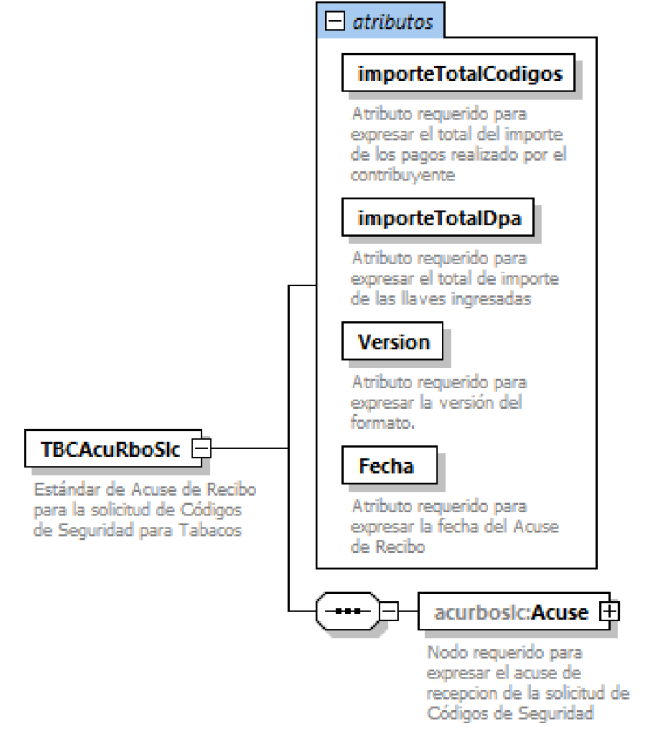 atributos
importeTotalCodigos
Atributo requerido para
expresar el total del importe
de los pagos realizado por el
contribuyente
importeTotalDpa
Atributo requerido para
expresar el total de importe
de las llaves ingresadas
Version
Atributo requerido para
expresar la versión del
formato.
Fecha
Atributo requerido para
expresar la fecha del Acuse
de Recibo
TBCAcuRboSlc
Estándar de Acuse de Recibo
para la solicitud de Códigos
de Seguridad para Tabacos
acurboslc:Acuse
Nodo requerido para
expresar el acuse de
recepcion de la solicitud de
Códigos de Seguridad